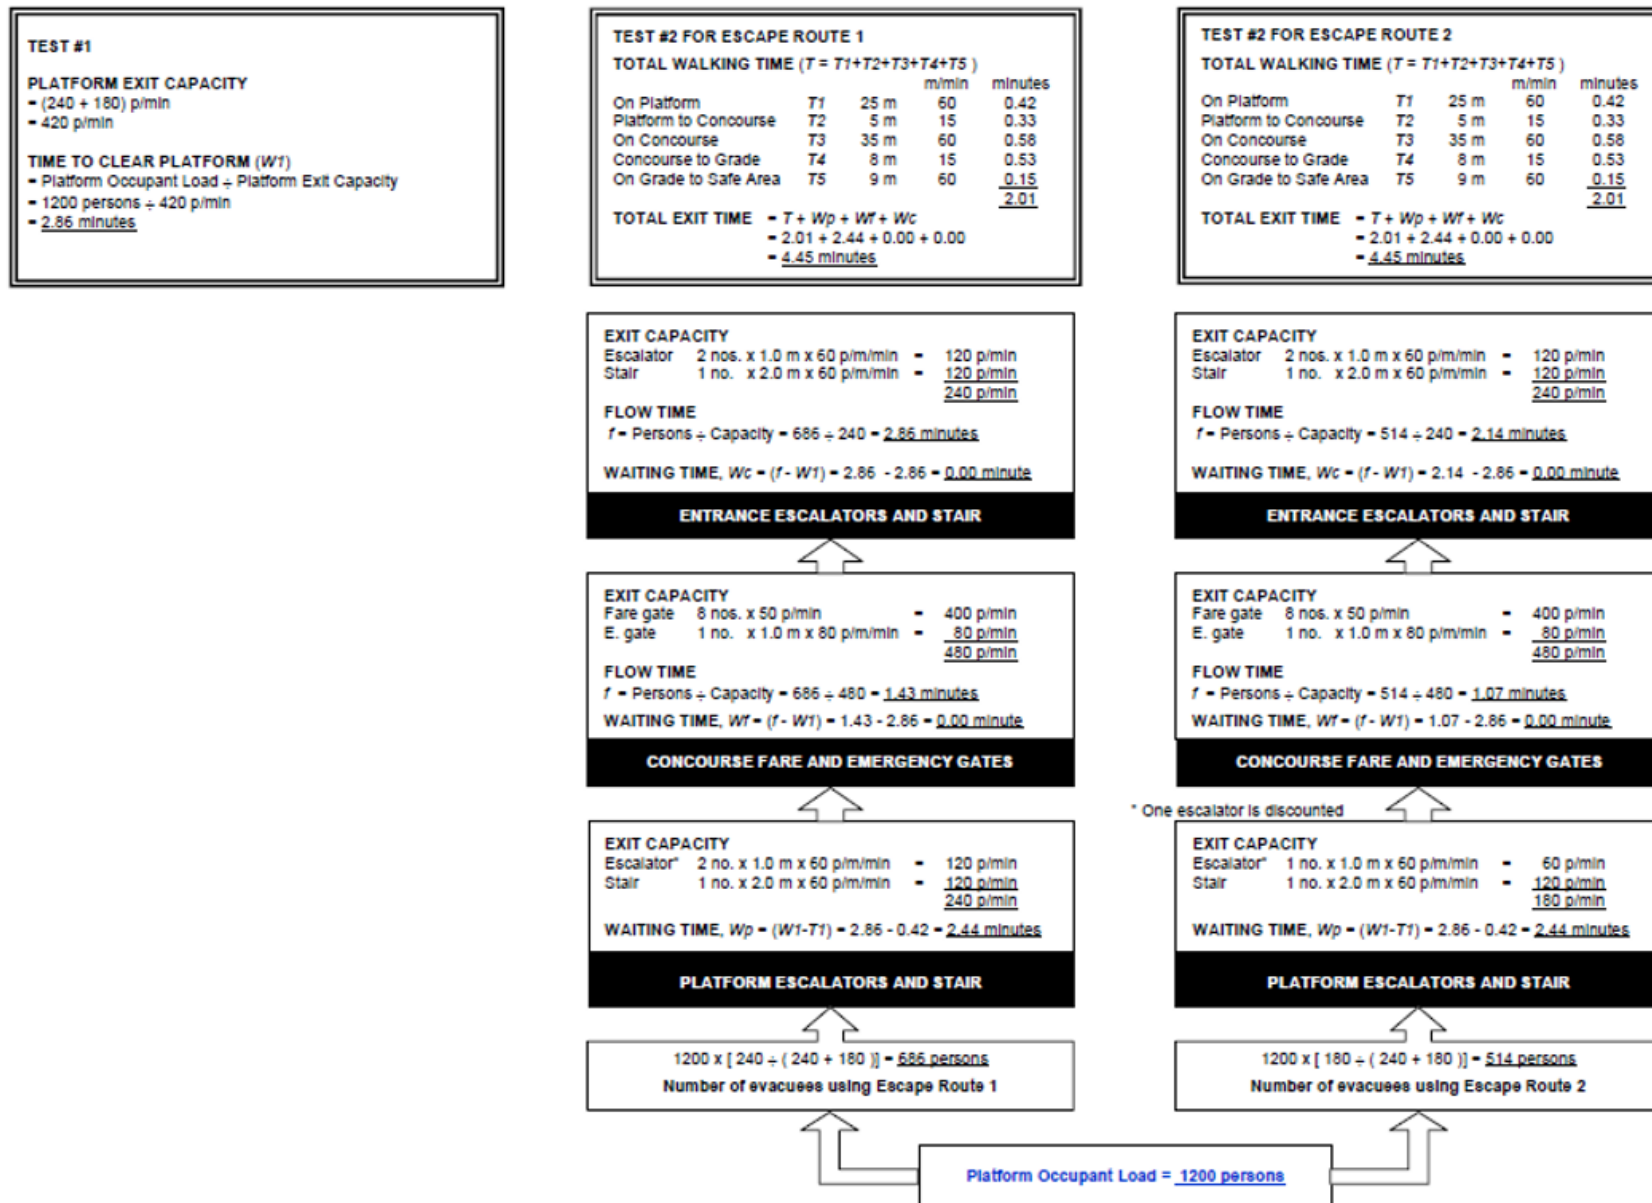 TEST #1
PLATFORM EXIT CAPACITY
= (240 + 180) p/min
= 420 p/min
TIME TO CLEAR PLATFORM (W1)
= Platform Occupant Load ÷ Platform Exit Capacity
= 1200 persons ÷ 420 p/min
= 2.86 minutes
TEST #2 FOR ESCAPE ROUTE 1
TOTAL WALKING TIME (T = T1+T2+T3+T4+T5 )
m/min minutes
On Platform T1 25 m 60 0.42
Platform to Concourse T2 5 m 15 0.33
On Concourse T3 35 m 60 0.58
Concourse to Grade T4 8 m 15 0.53
On Grade to Safe Area T5 9 m 60 0.15
2.01
TOTAL EXIT TIME = T + Wp + Wf + Wc
= 2.01 + 2.44 + 0.00 + 0.00
= 4.45 minutes
TEST #2 FOR ESCAPE ROUTE 2
TOTAL WALKING TIME (T = T1+T2+T3+T4+T5 )
m/min minutes
On Platform T1 25 m 60 0.42
Platform to Concourse T2 5 m 15 0.33
On Concourse T3 35 m 60 0.58
Concourse to Grade T4 8 m 15 0.53
On Grade to Safe Area T5 9 m 60 0.15
2.01
TOTAL EXIT TIME = T + Wp + Wf + Wc
= 2.01 + 2.44 + 0.00 + 0.00
= 4.45 minutes
EXIT CAPACITY
Escalator 2 nos. x 1.0 m x 60 p/m/min = 120 p/min
Stair 1 no. x 2.0 m x 60 p/m/min = 120 p/min
240 p/min
FLOW TIME
f = Persons ÷ Capacity = 686 ÷ 240 = 2.86 minutes
WAITING TIME, Wc = (f - W1) = 2.86 - 2.86 = 0.00 minute
ENTRANCE ESCALATORS AND STAIR
EXIT CAPACITY
Escalator 2 nos. x 1.0 m x 60 p/m/min = 120 p/min
Stair 1 no. x 2.0 m x 60 p/m/min = 120 p/min
240 p/min
FLOW TIME
f = Persons ÷ Capacity = 514 ÷ 240 = 2.14 minutes
WAITING TIME, Wc = (f - W1) = 2.14 - 2.86 = 0.00 minute
ENTRANCE ESCALATORS AND STAIR
EXIT CAPACITY
Fare gate 8 nos. x 50 p/min = 400 p/min
E. gate 1 no. x 1.0 m x 80 p/m/min = 80 p/min
480 p/min
FLOW TIME
f = Persons ÷ Capacity = 686 ÷ 480 = 1.43 minutes
WAITING TIME, Wf = (f - W1) = 1.43 - 2.86 = 0.00 minute
CONCOURSE FARE AND EMERGENCY GATES
EXIT CAPACITY
Fare gate 8 nos. x 50 p/min = 400 p/min
E. gate 1 no. x 1.0 m x 80 p/m/min = 80 p/min
480 p/min
FLOW TIME
f = Persons ÷ Capacity = 514 ÷ 480 = 1.07 minutes
WAITING TIME, Wf = (f - W1) = 1.07 - 2.86 = 0.00 minute
CONCOURSE FARE AND EMERGENCY GATES
* One escalator is discounted
EXIT CAPACITY
Escalator* 2 no. x 1.0 m x 60 p/m/min = 120 p/min
Stair 1 no. x 2.0 m x 60 p/m/min = 120 p/min
240 p/min
WAITING TIME, Wp = (W1-T1) = 2.86 - 0.42 = 2.44 minutes
PLATFORM ESCALATORS AND STAIR
EXIT CAPACITY
Escalator* 1 no. x 1.0 m x 60 p/m/min = 60 p/min
Stair 1 no. x 2.0 m x 60 p/m/min = 120 p/min
180 p/min
WAITING TIME, Wp = (W1-T1) = 2.86 - 0.42 = 2.44 minutes
PLATFORM ESCALATORS AND STAIR
1200 x [ 240 ÷ ( 240 + 180 )] = 686 persons
Number of evacuees using Escape Route 1
1200 x [ 180 ÷ ( 240 + 180 )] = 514 persons
Number of evacuees using Escape Route 2
Platform Occupant Load = 1200 persons